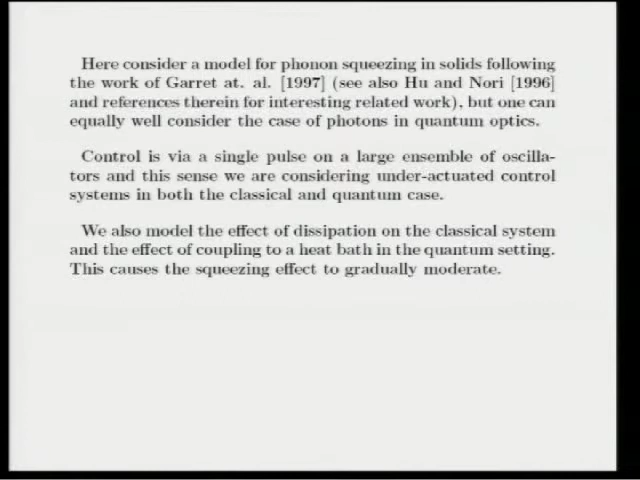 Here consider a model for phonon squeezing in solids following
the work of Garret at. al. [1997] (see also Hu and Nori [1996]
and references therein for interesting related work), but one can
equally well consider the case of photons in quantum optics.
Control is via a single pulse on a large ensemble of oscilla-
tors and this sense we are considering under-actuated control
systems in both the classical and quantum case.
We also model the effect of dissipation on the classical system
and the effect of coupling to a heat bath in the quantum setting.
This causes the squeezing effect to gradually moderate.